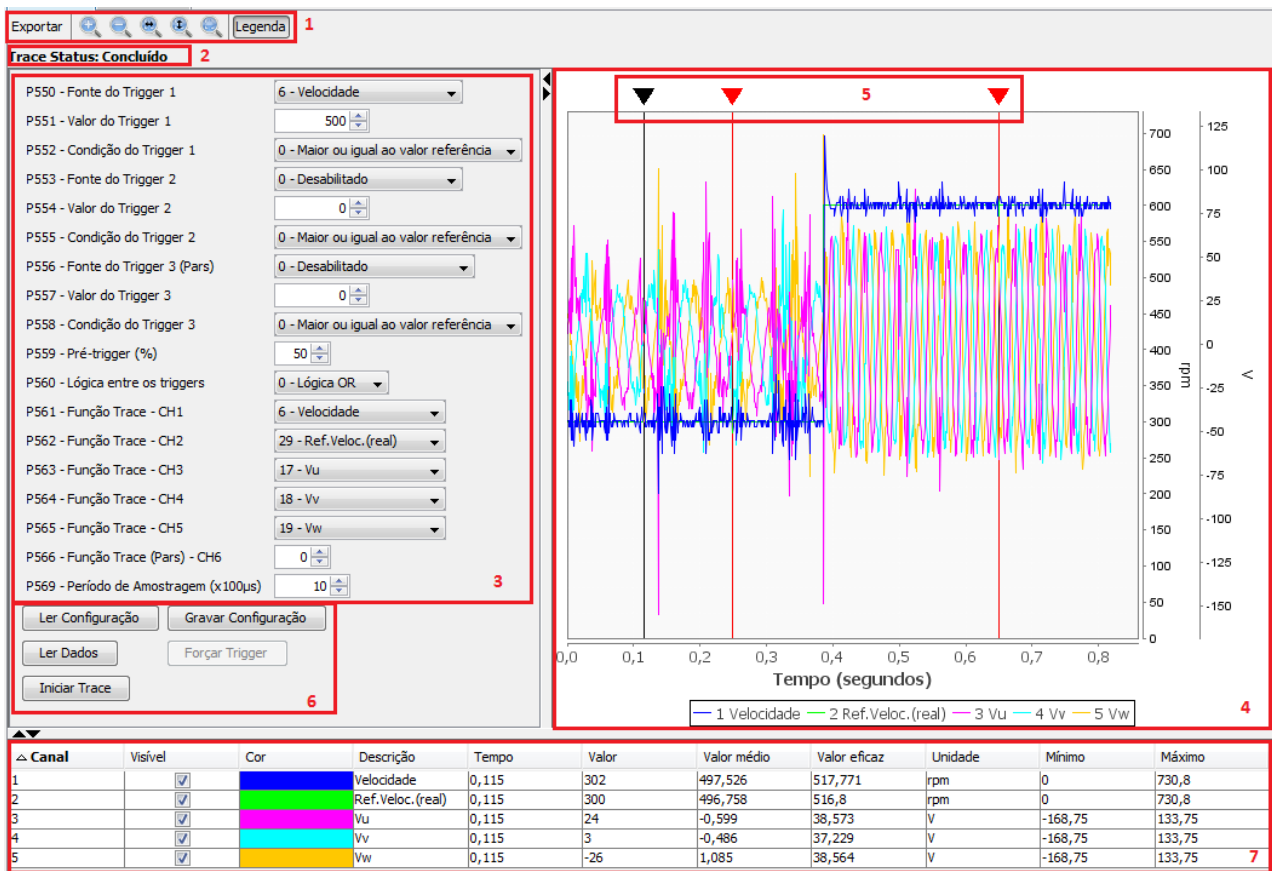 Exportar Legenda 1
Trace Status: Concluído 2
P550 - Fonte do Trigger 1 6 - Velocidade
P551 - Valor do Trigger 1 500
P552 - Condição do Trigger 1 0 - Maior ou igual ao valor referência
P553 - Fonte do Trigger 2 0 - Desabilitado
P554 - Valor do Trigger 2 0
P555 - Condição do Trigger 2 0 - Maior ou igual ao valor referência
P556 - Fonte do Trigger 3 (Pars) 0 - Desabilitado
P557 - Valor do Trigger 3 0
P558 - Condição do Trigger 3 0 - Maior ou igual ao valor referência
P559 - Pré-trigger (%) 50
P560 - Lógica entre os triggers 0 - Lógica OR
P561 - Função Trace - CH1 6 - Velocidade
P562 - Função Trace - CH2 29 - Ref.Veloc.(real)
P563 - Função Trace - CH3 17 - Vu
P564 - Função Trace - CH4 18 - Vv
P565 - Função Trace - CH5 19 - Vw
P566 - Função Trace (Pars) - CH6 0
P569 - Período de Amostragem (x100µs) 10
3
Ler Configuração Gravar Configuração
Ler Dados Forçar Trigger
Iniciar Trace
6
5
700
650
600
550
500
450
400
350
300
250
200
150
100
50
0
rpm
125
100
75
50
25
0
-25
-50
-75
-100
-125
-150
V
0,0 0,1 0,2 0,3 0,4 0,5 0,6 0,7 0,8
Tempo (segundos)
1 Velocidade 2 Ref.Veloc.(real) 3 Vu 4 Vv 5 Vw
4
Canal Visível Cor Descrição Tempo Valor Valor médio Valor eficaz Unidade Mínimo Máximo
1 Velocidade 0,115 302 497,526 517,771 rpm 0 730,8
2 Ref.Veloc.(real) 0,115 300 496,758 516,8 rpm 0 730,8
3 Vu 0,115 24 -0,599 38,573 V -168,75 133,75
4 Vv 0,115 3 -0,486 37,229 V -168,75 133,75
5 Vw 0,115 -26 1,085 38,564 V -168,75 133,75
7